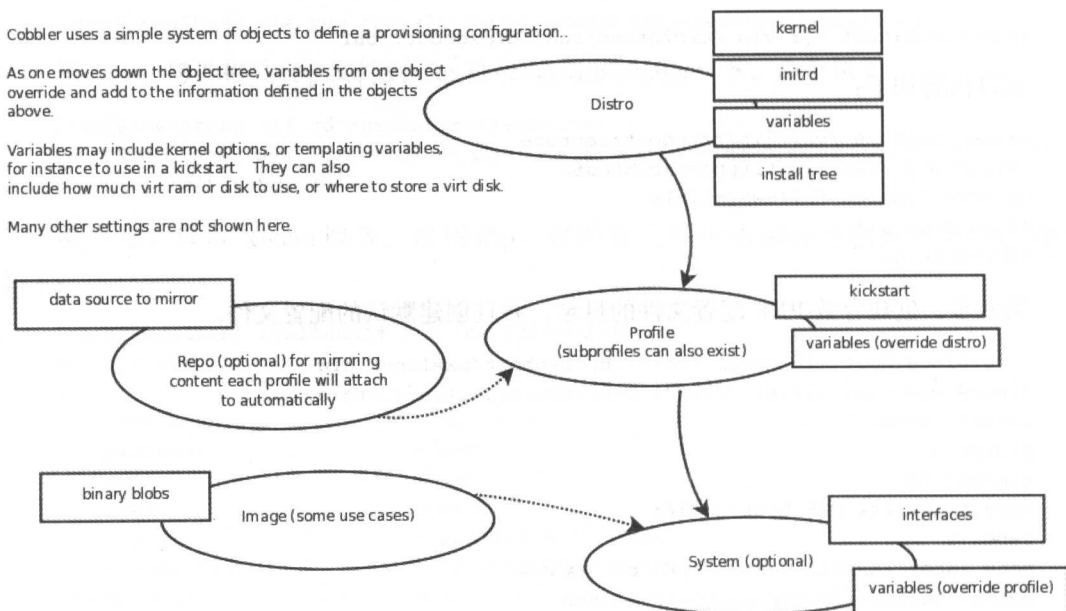 Cobbler uses a simple system of objects to define a provisioning configuration..
As one moves down the object tree, variables from one object
override and add to the information defined in the objects
above.
Variables may include kernel options, or templating variables,
for instance to use in a kickstart. They can also
include how much virt ram or disk to use, or where to store a virt disk.
Many other settings are not shown here.
kernel
initrd
Distro
variables
install tree
data source to mirror
kickstart
Profile
(subprofiles can also exist)
variables (override distro)
Repo (optional) for mirroring
content each profile will attach
to automatically
binary blobs
Image (some use cases)
interfaces
System (optional)
variables (override profile)